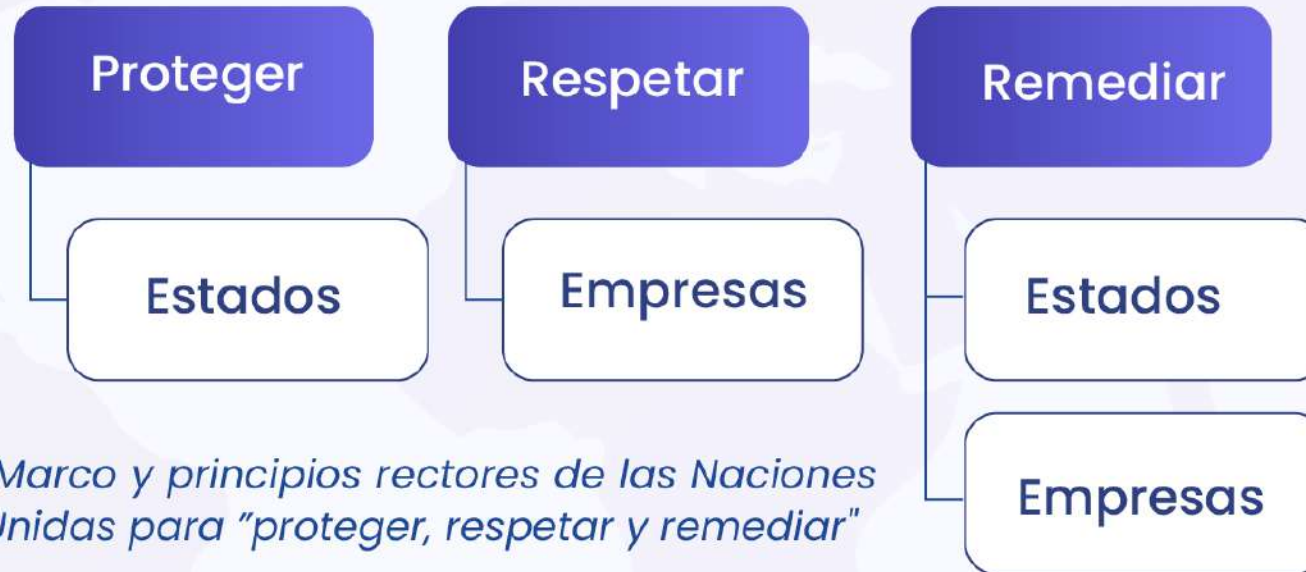 Proteger
Respetar
Remediar
Estados
Empresas
Estados
Empresas
Marco y principios rectores de las Naciones
Unidas para "proteger, respetar y remediar"